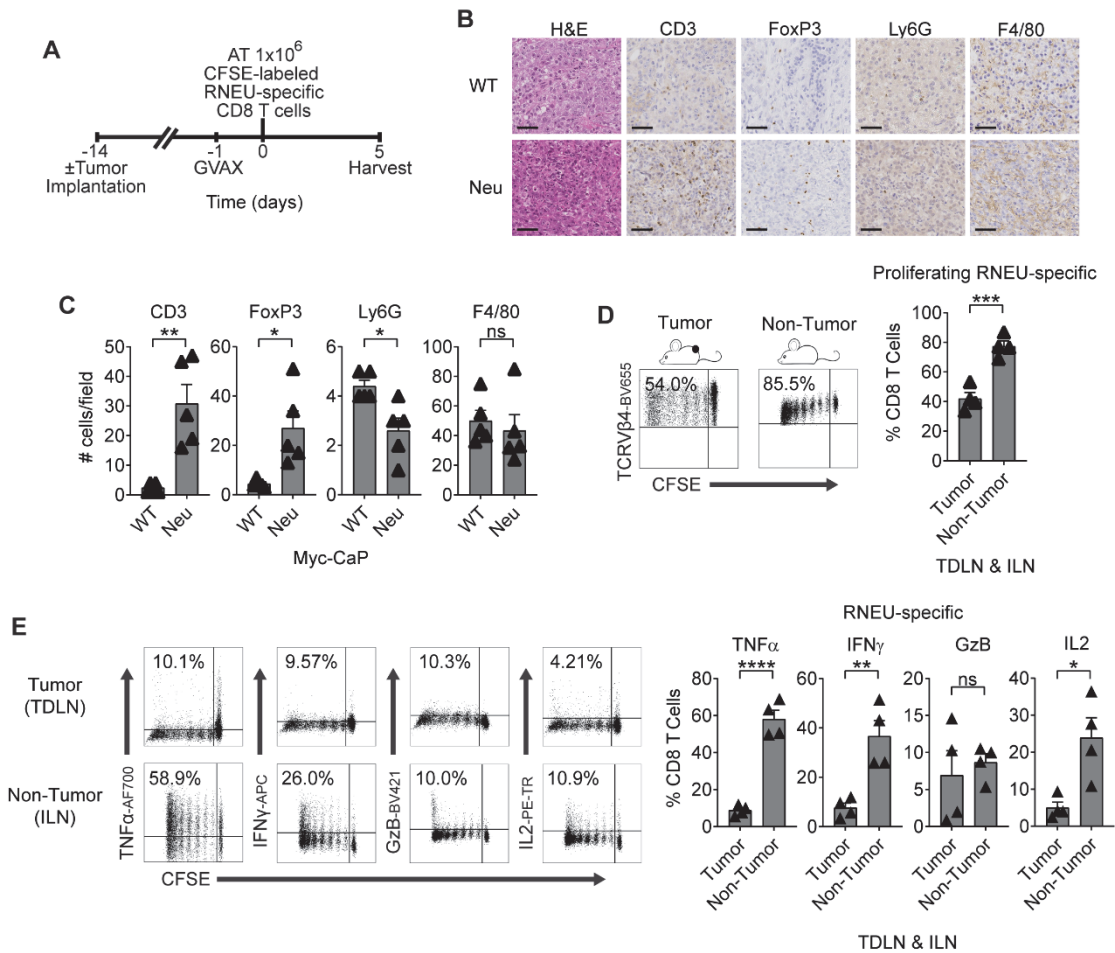 A
AT 1x10⁶
CFSE-labeled
RNEU-specific
CD8 T cells
-14
-1
0
5
±Tumor
Implantation
GVAX
Harvest
Time (days)
B
H&E CD3 FoxP3 Ly6G F4/80
WT
Neu
C
CD3 FoxP3 Ly6G F4/80
** * * ns
# cells/field
50
40
30
20
10
0
60
40
20
0
6
4
2
0
100
80
60
40
20
0
WT Neu WT Neu WT Neu WT Neu
Myc-CaP
D
Tumor Non-Tumor
54.0% 85.5%
TCRVβ4-BV655
CFSE
Proliferating RNEU-specific
***
% CD8 T Cells
100
80
60
40
20
0
Tumor Non-Tumor
TDLN & ILN
E
Tumor
(TDLN)
10.1% 9.57% 10.3% 4.21%
Non-Tumor
(ILN)
58.9% 26.0% 10.0% 10.9%
TNFα-AF700 IFNγ-APC GzB-BV421 IL2-PE-TR
CFSE
RNEU-specific
TNFα IFNγ GzB IL2
**** ** ns *
% CD8 T Cells
80
60
40
20
0
60
40
20
0
20
15
10
5
0
40
30
20
10
0
Tumor Non-Tumor Tumor Non-Tumor Tumor Non-Tumor Tumor Non-Tumor
TDLN & ILN